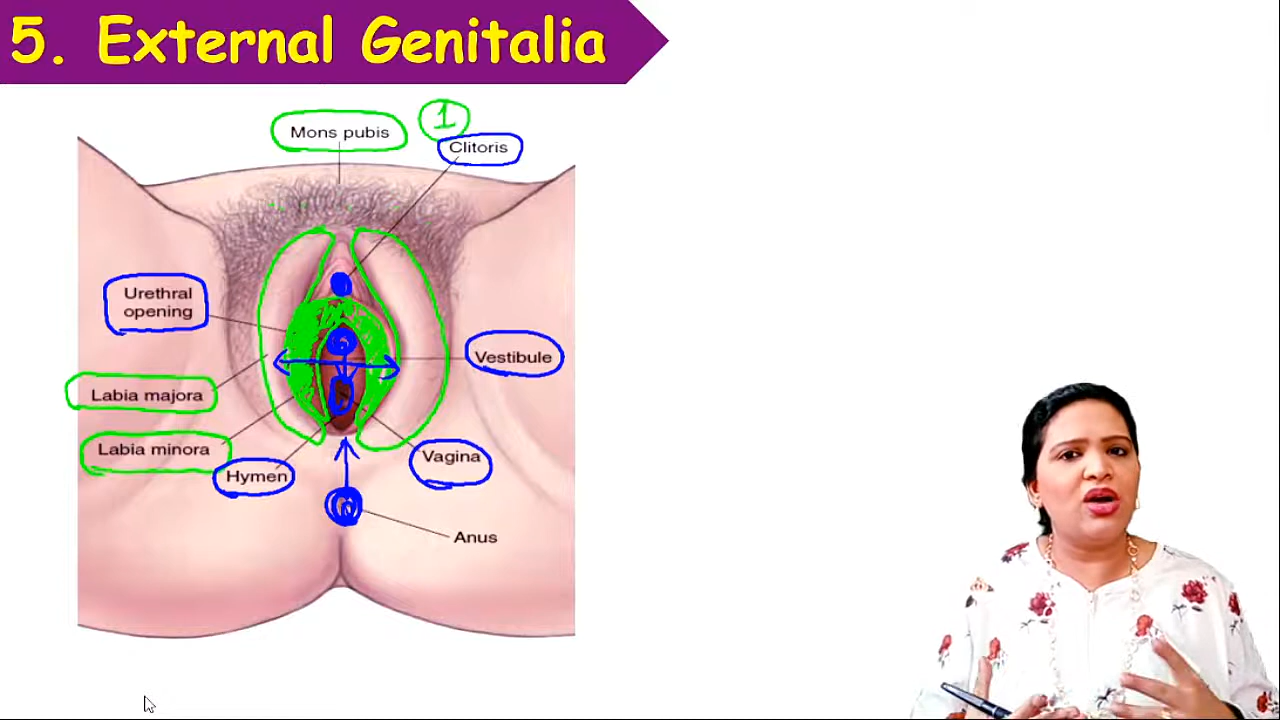 5. External Genitalia
1
Mons pubis
Clitoris
Urethral
opening
Vestibule
Labia majora
Labia minora
Vagina
Hymen
Anus